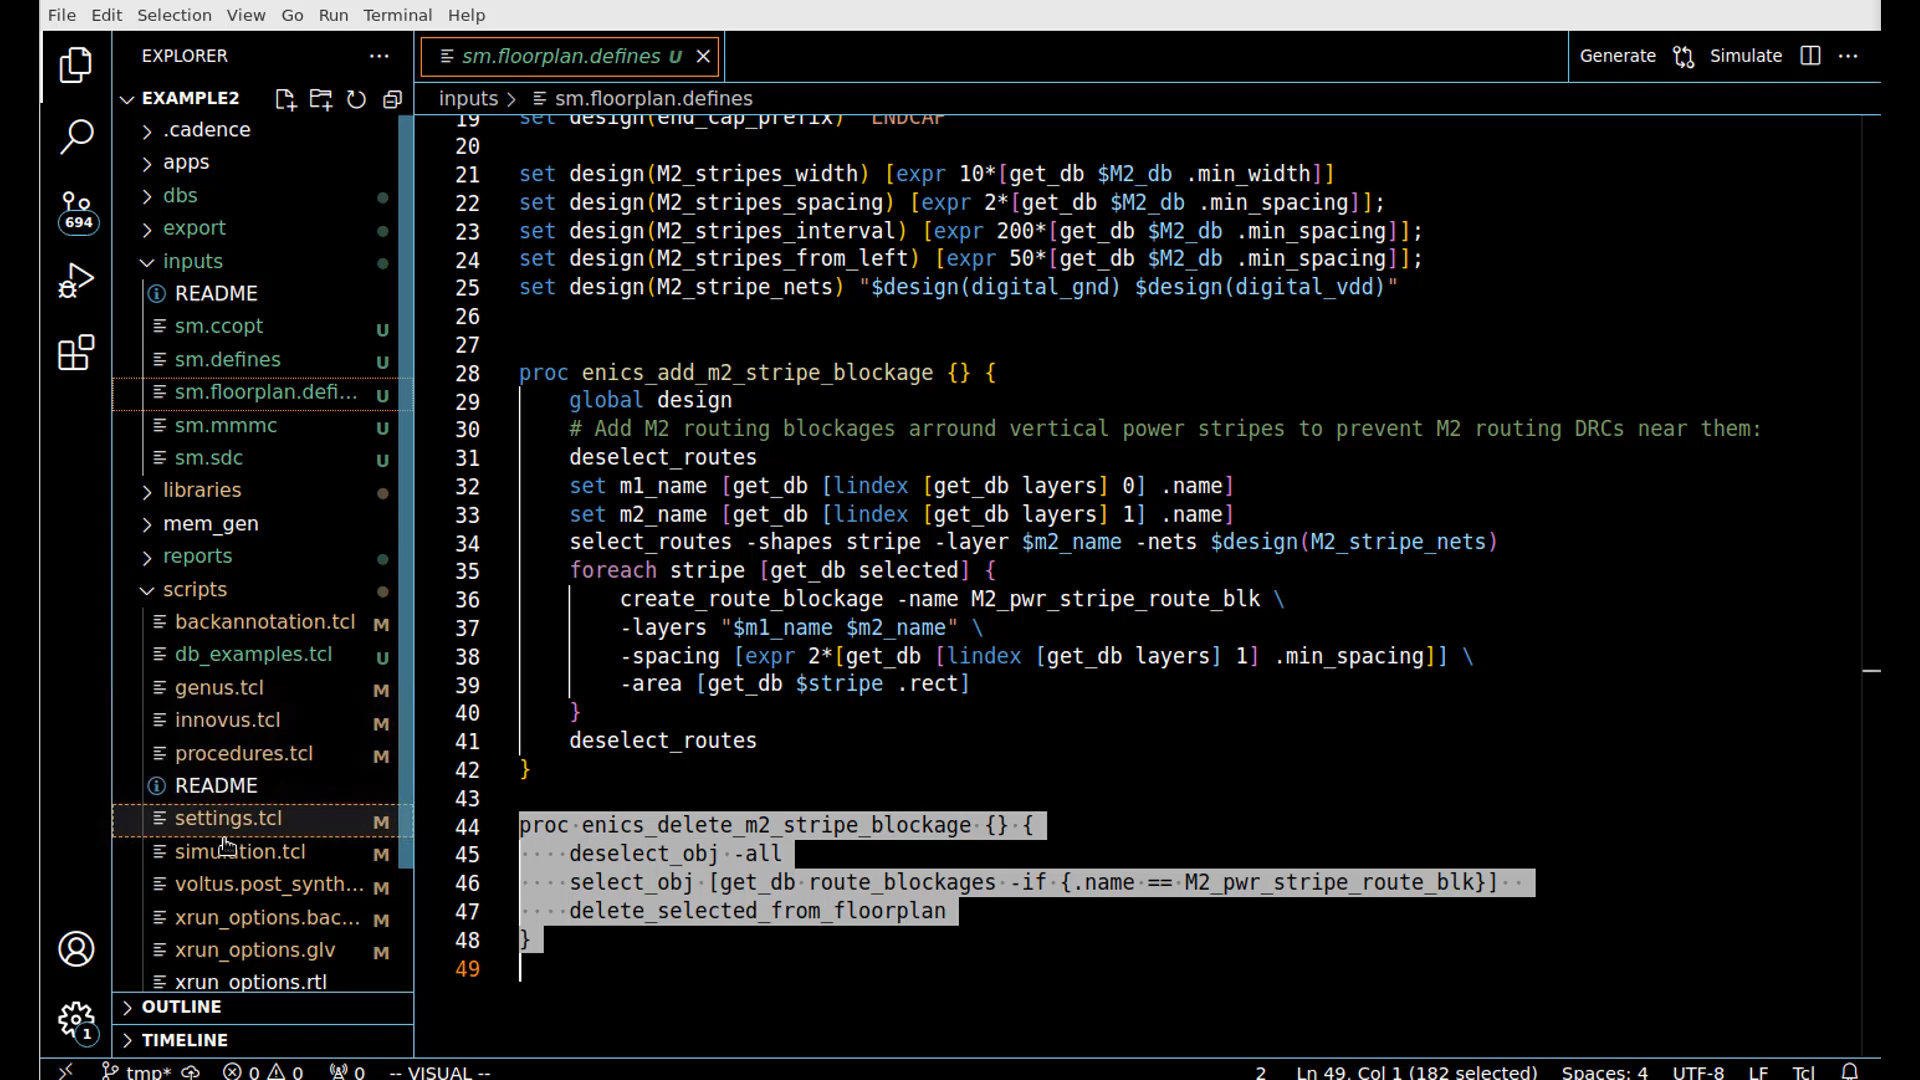 File Edit Selection View Go Run Terminal Help
EXPLORER ···
sm.floorplan.defines U
Generate Simulate ···
EXAMPLE2
inputs > sm.floorplan.defines
.cadence
apps
dbs
export
inputs
README
sm.ccopt U
sm.defines U
sm.floorplan.defi... U
sm.mmmc U
sm.sdc U
libraries
mem_gen
reports
scripts
backannotation.tcl M
db_examples.tcl U
genus.tcl M
innovus.tcl M
procedures.tcl M
README
settings.tcl M
simulation.tcl M
voltus.post_synth... M
xrun_options.bac... M
xrun_options.glv M
xrun_options.rtl
OUTLINE
TIMELINE
694
1
19 set design(end_cap_prefix) "ENDCAP"
20
21 set design(M2_stripes_width) [expr 10*[get_db $M2_db .min_width]]
22 set design(M2_stripes_spacing) [expr 2*[get_db $M2_db .min_spacing]];
23 set design(M2_stripes_interval) [expr 200*[get_db $M2_db .min_spacing]];
24 set design(M2_stripes_from_left) [expr 50*[get_db $M2_db .min_spacing]];
25 set design(M2_stripe_nets) "$design(digital_gnd) $design(digital_vdd)"
26
27
28 proc enics_add_m2_stripe_blockage {} {
29 global design
30 # Add M2 routing blockages arround vertical power stripes to prevent M2 routing DRCs near them:
31 deselect_routes
32 set m1_name [get_db [lindex [get_db layers] 0] .name]
33 set m2_name [get_db [lindex [get_db layers] 1] .name]
34 select_routes -shapes stripe -layer $m2_name -nets $design(M2_stripe_nets)
35 foreach stripe [get_db selected] {
36 create_route_blockage -name M2_pwr_stripe_route_blk \
37 -layers "$m1_name $m2_name" \
38 -spacing [expr 2*[get_db [lindex [get_db layers] 1] .min_spacing]] \
39 -area [get_db $stripe .rect]
40 }
41 deselect_routes
42 }
43
44 proc enics_delete_m2_stripe_blockage {} {
45 deselect_obj -all
46 select_obj [get_db route_blockages -if {.name == M2_pwr_stripe_route_blk}]
47 delete_selected_from_floorplan
48 }
49
tmp* 0 0 0 -- VISUAL -- 2 Ln 49, Col 1 (182 selected) Spaces: 4 UTF-8 LF Tcl